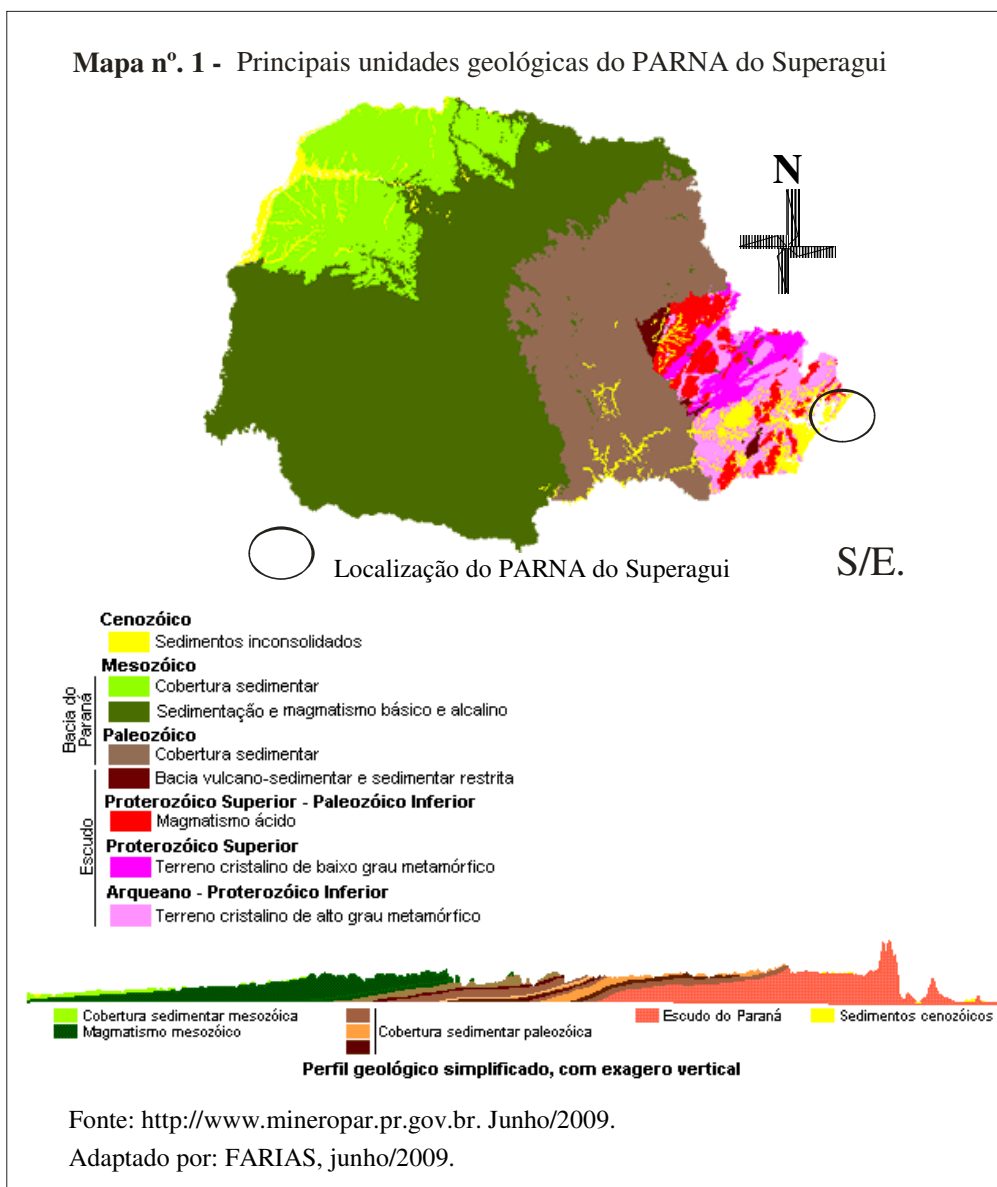 Mapa nº. 1 - Principais unidades geológicas do PARNA do Superagui
N
S/E.
Localização do PARNA do Superagui
Cenozóico
Sedimentos inconsolidados
Mesozóico
Cobertura sedimentar
Sedimentação e magmatismo básico e alcalino
Bacia do
Paraná
Paleozóico
Cobertura sedimentar
Bacia vulcano-sedimentar e sedimentar restrita
Proterozóico Superior - Paleozóico Inferior
Magmatismo ácido
Escudo
Proterozóico Superior
Terreno cristalino de baixo grau metamórfico
Arqueano - Proterozóico Inferior
Terreno cristalino de alto grau metamórfico
Cobertura sedimentar mesozóica
Magmatismo mesozóico
Cobertura sedimentar paleozóica
Escudo do Paraná
Sedimentos cenozóicos
Perfil geológico simplificado, com exagero vertical
Fonte: http://www.mineropar.pr.gov.br. Junho/2009.
Adaptado por: FARIAS, junho/2009.